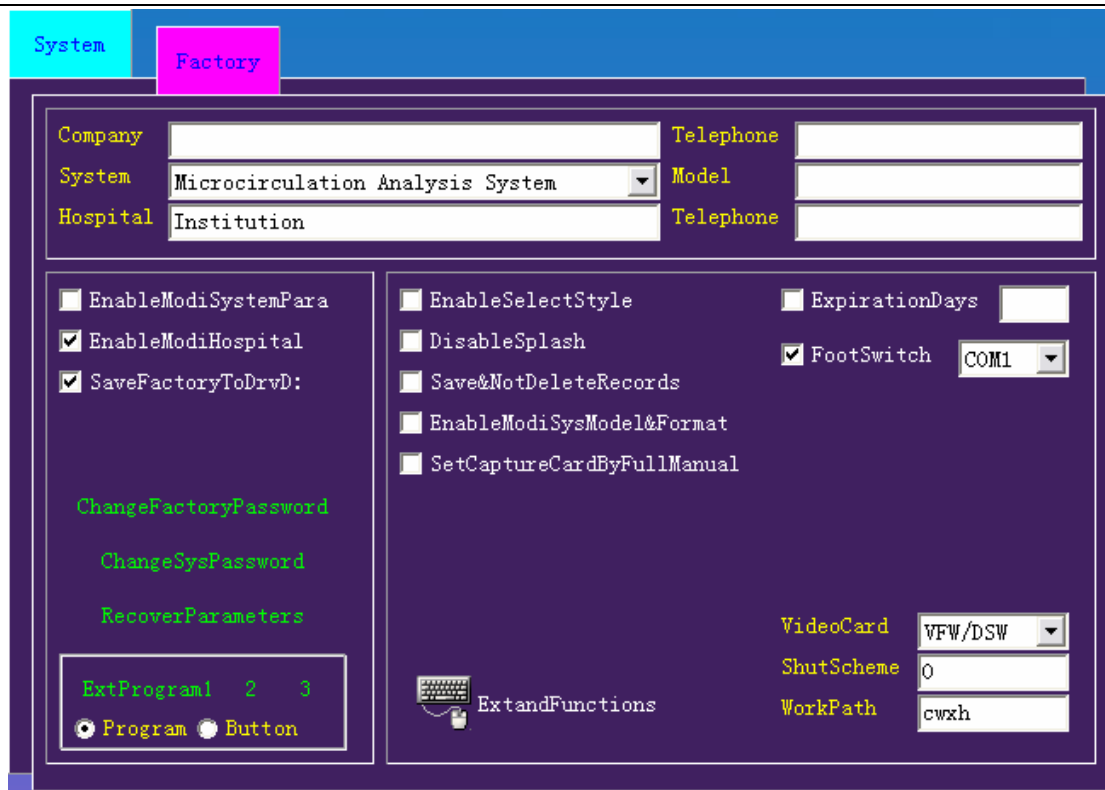 System
Factory
Company
Telephone
System Microcirculation Analysis System
Model
Hospital Institution
Telephone
EnableModiSystemPara
EnableModiHospital
SaveFactoryToDrvD:
ChangeFactoryPassword
ChangeSysPassword
RecoverParameters
ExtProgram1 2 3
Program Button
EnableSelectStyle
DisableSplash
Save&NotDeleteRecords
EnableModiSysModel&Format
SetCaptureCardByFullManual
ExpirationDays
FootSwitch COM1
ExtandFunctions
VideoCard VFW/DSW
ShutScheme 0
WorkPath cwxh